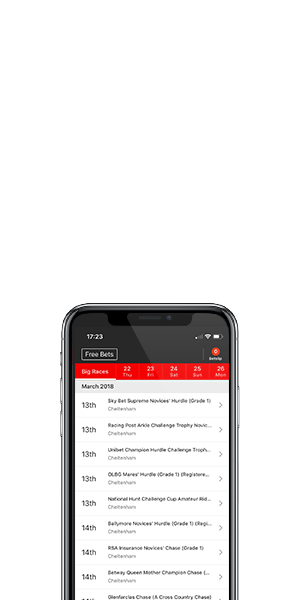 17:23
Free Bets
0
Betslip
Big Races
22
Thu
23
Fri
24
Sat
25
Sun
26
Mon
March 2018
13th
Sky Bet Supreme Novices' Hurdle (Grade 1)
Cheltenham
13th
Racing Post Arkle Challenge Trophy Novic...
Cheltenham
13th
Unibet Champion Hurdle Challenge Troph...
Cheltenham
13th
OLBG Mares' Hurdle (Grade 1) (Registere...
Cheltenham
13th
National Hunt Challenge Cup Amateur Rid...
Cheltenham
14th
Ballymore Novices' Hurdle (Grade 1) (Regi...
Cheltenham
14th
RSA Insurance Novices' Chase (Grade 1)
Cheltenham
14th
Betway Queen Mother Champion Chase (...
Cheltenham
14th
Glenfarclas Chase (A Cross Country Chase)